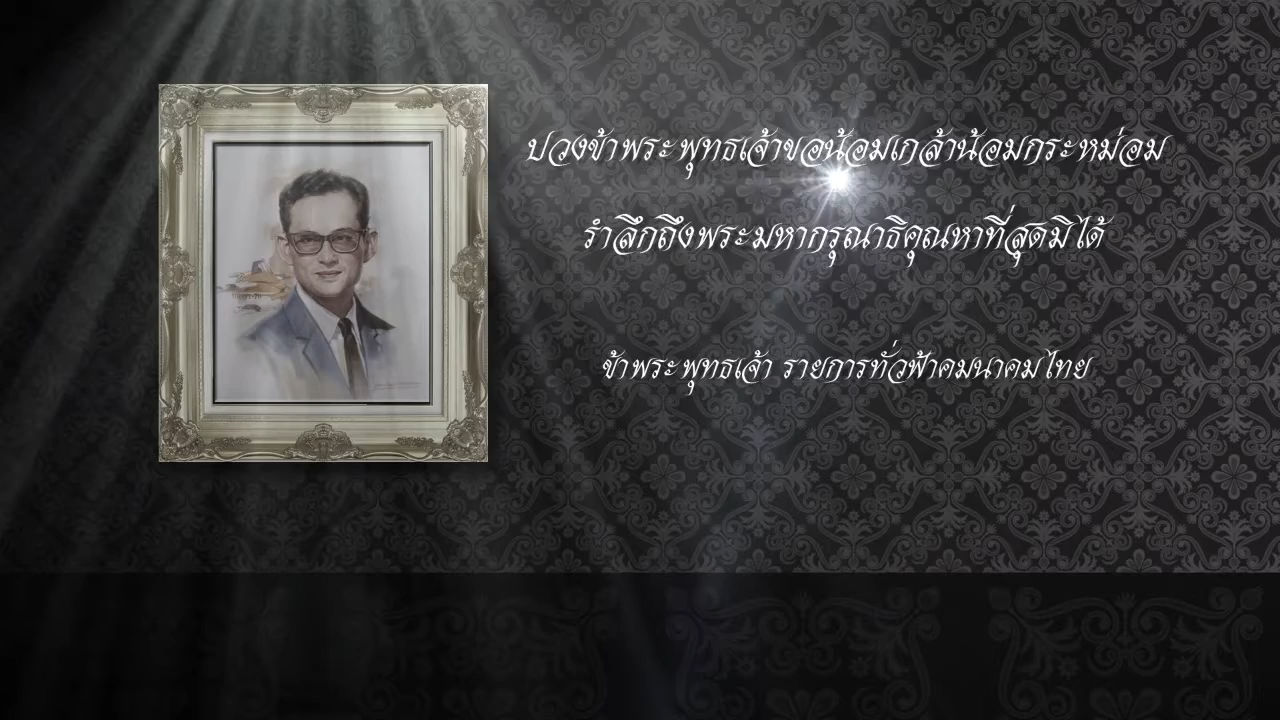 ปวงข้าพระพุทธเจ้าขอน้อมเกล้าน้อมกระหม่อม
รำลึกถึงพระมหากรุณาธิคุณหาที่สุดมิได้
ข้าพระพุทธเจ้า รายการทั่วฟ้าคมนาคมไทย